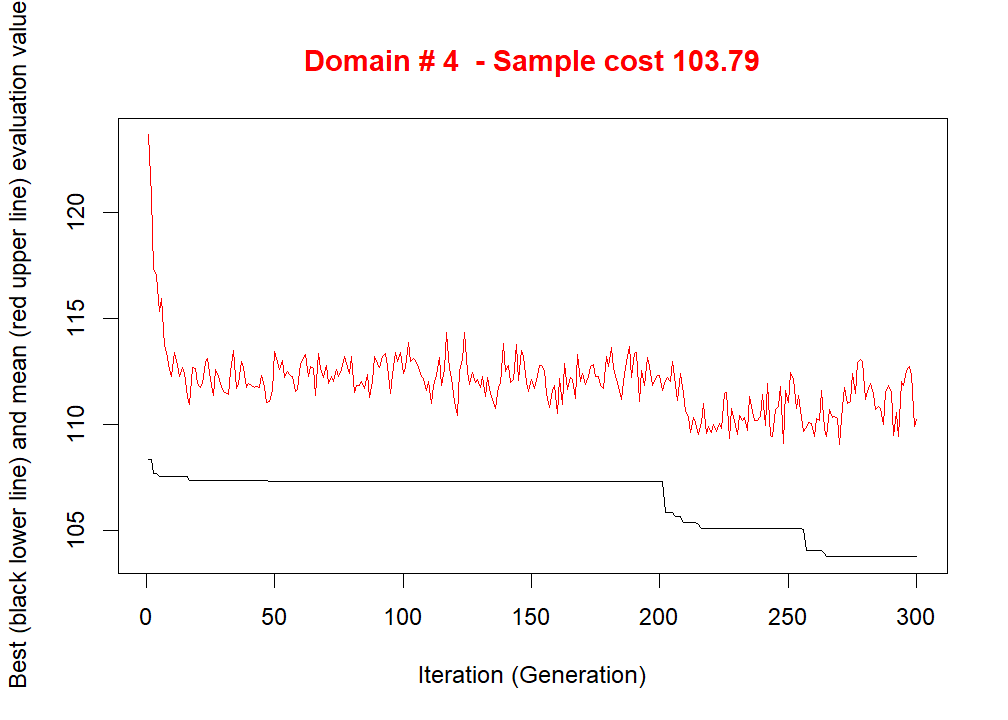 Domain # 4  - Sample cost 103.79
Best (black lower line) and mean (red upper line) evaluation value
120
115
110
105
0 50 100 150 200 250 300
Iteration (Generation)